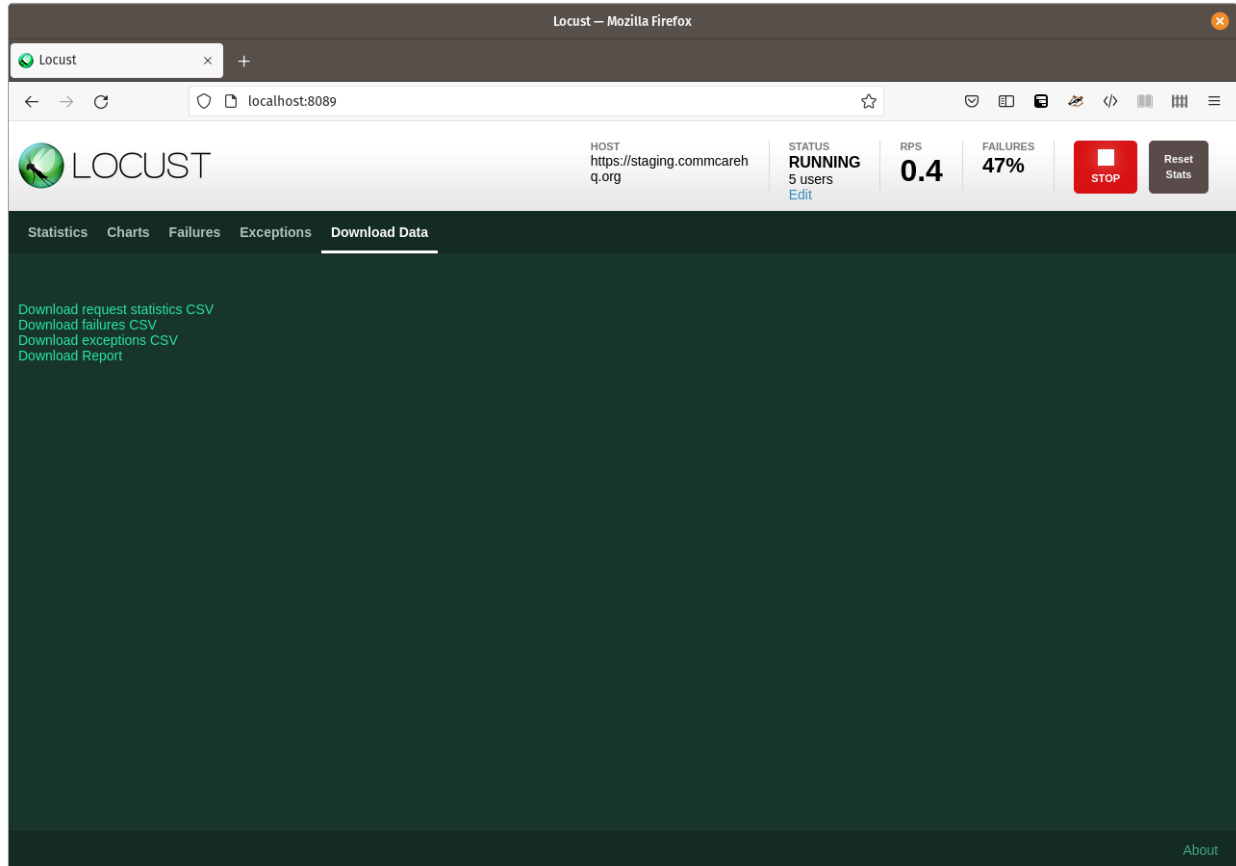 Locust — Mozilla Firefox
Locust
localhost:8089
LOCUST
HOST
https://staging.commcareh
q.org
STATUS
RUNNING
5 users
Edit
RPS
0.4
FAILURES
47%
STOP
Reset
Stats
Statistics Charts Failures Exceptions Download Data
Download request statistics CSV
Download failures CSV
Download exceptions CSV
Download Report
About